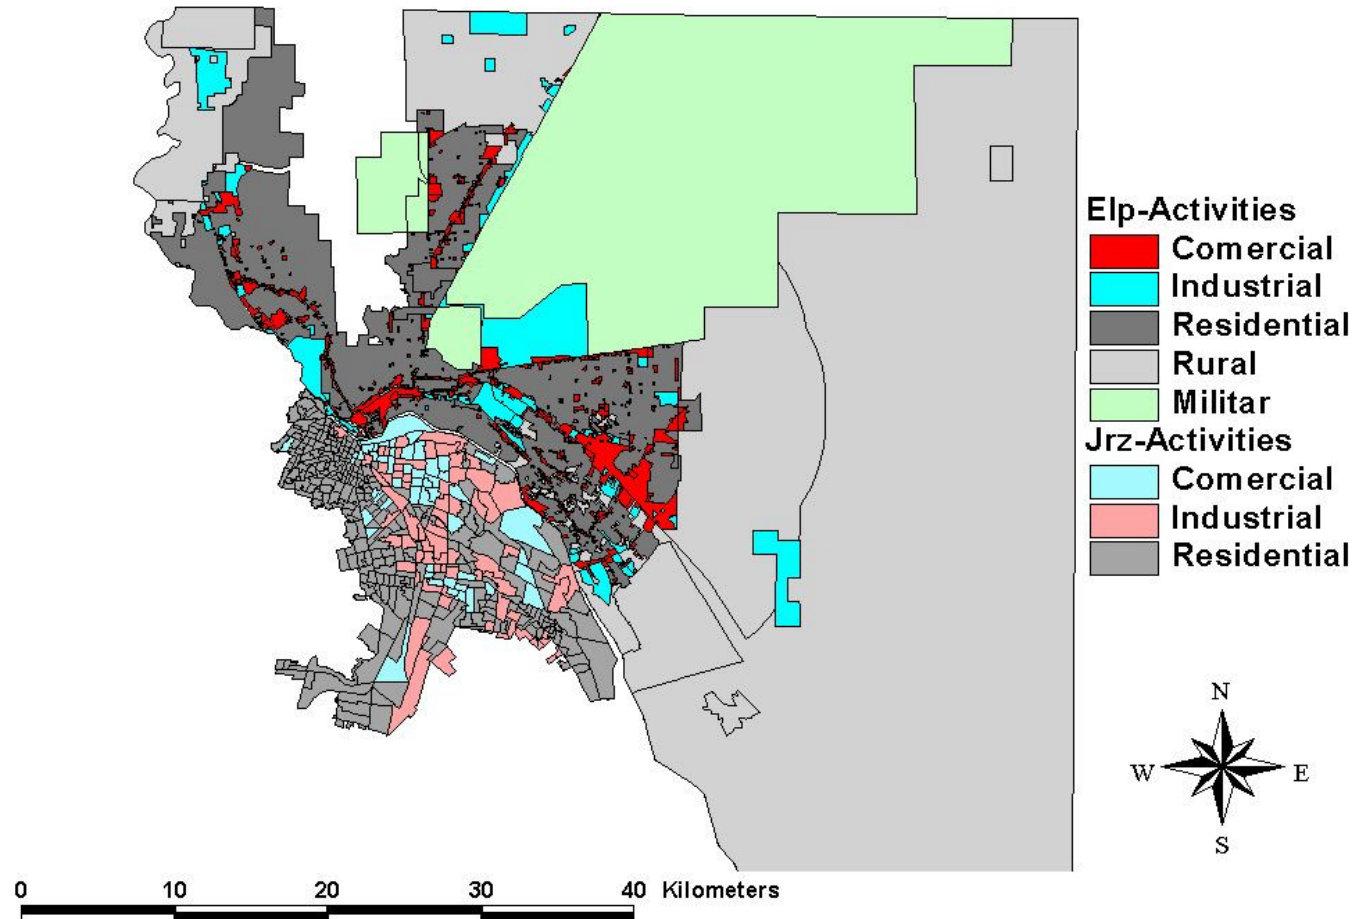 Elp-Activities
Comercial
Industrial
Residential
Rural
Militar
Jrz-Activities
Comercial
Industrial
Residential
N
W E
S
0 10 20 30 40 Kilometers